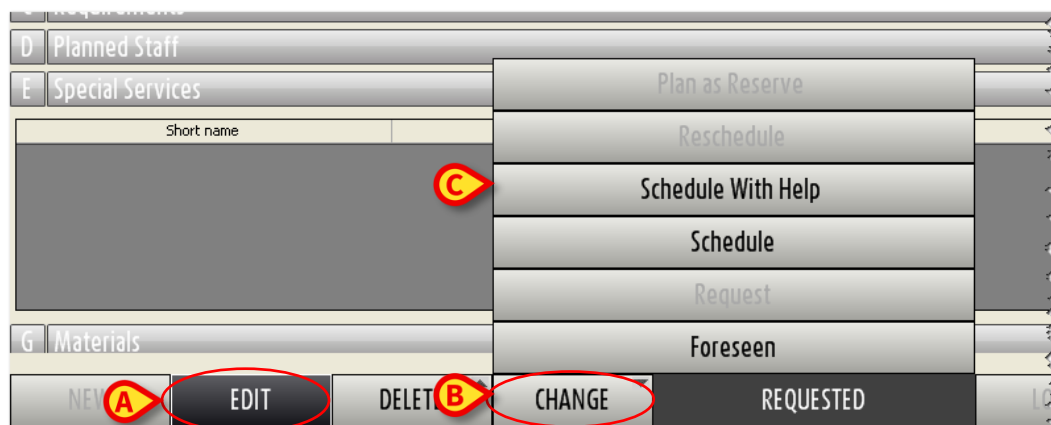 D Planned Staff
E Special Services
Plan as Reserve
Short name
Reschedule
C
Schedule With Help
Schedule
Request
G Materials
Foreseen
A EDIT B CHANGE REQUESTED